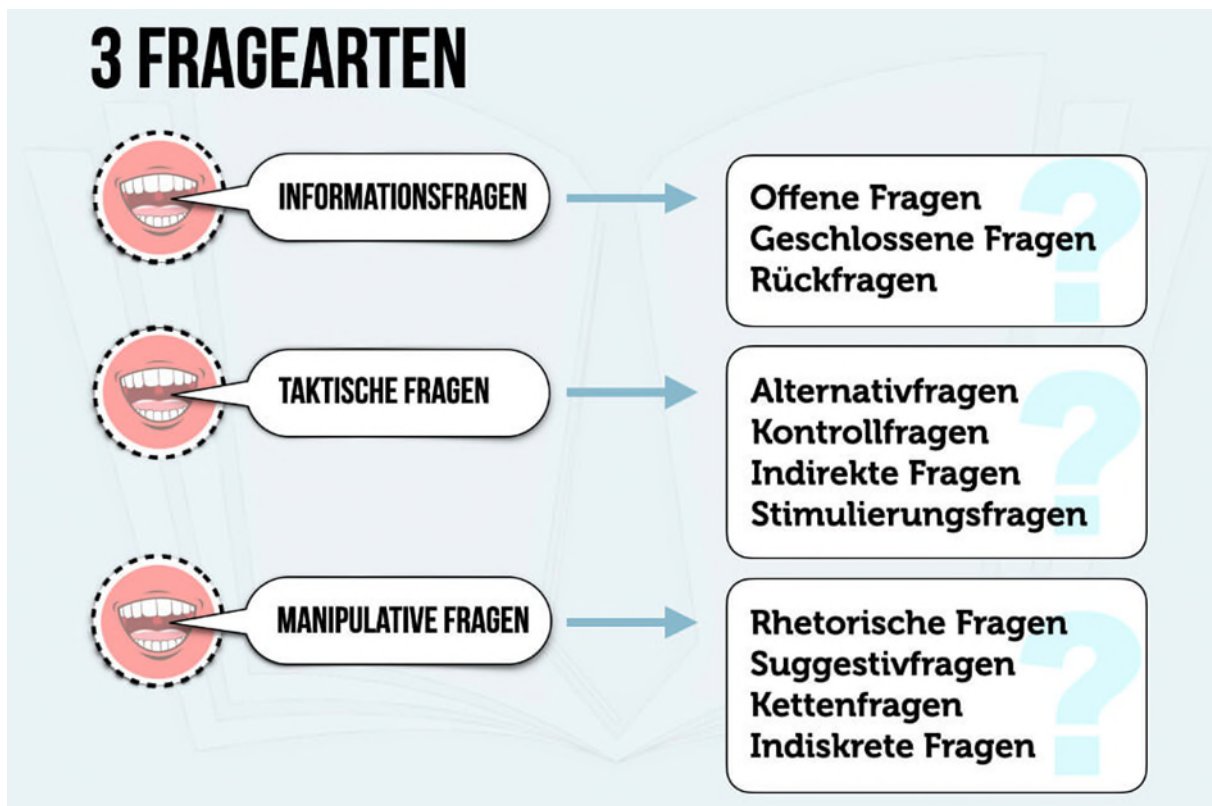 3 FRAGEARTEN
INFORMATIONSFRAGEN
Offene Fragen
Geschlossene Fragen
Rückfragen
TAKTISCHE FRAGEN
Alternativfragen
Kontrollfragen
Indirekte Fragen
Stimulierungsfragen
MANIPULATIVE FRAGEN
Rhetorische Fragen
Suggestivfragen
Kettenfragen
Indiskrete Fragen